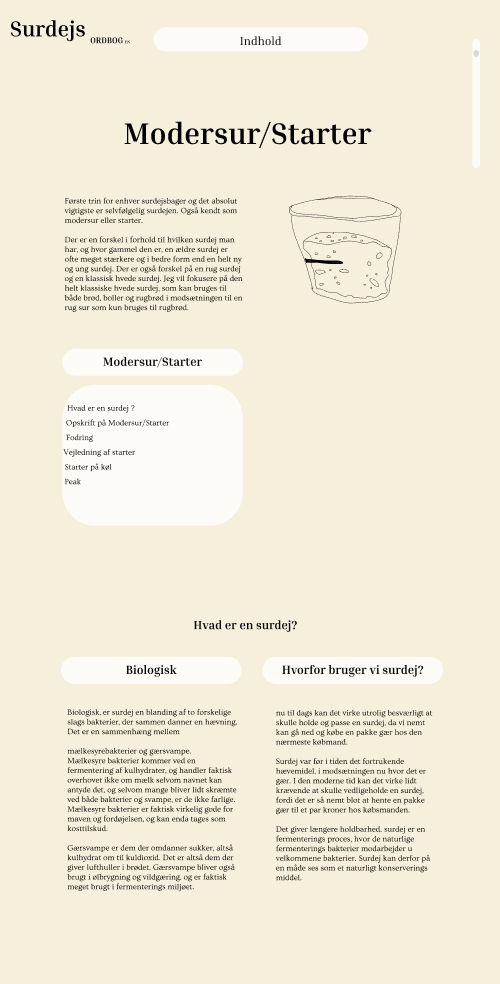 Surdejs
ORDBOG.es
Indhold
Modersur/Starter
Første trin for enhver surdejsbager og det absolut
vigtigste er selvfølgelig surdejen. Også kendt som
modersur eller starter.
Der er en forskel i forhold til hvilken surdej man
har, og hvor gammel den er, en ældre surdej er
ofte meget stærkere og i bedre form end en helt ny
og ung surdej. Der er også forskel på en rug surdej
og en klassisk hvede surdej. Jeg vil fokusere på den
helt klassiske hvede surdej, som kan bruges til
både brød, boller og rugbrød i modsætningen til en
rug sur som kun bruges til rugbrød.
Modersur/Starter
Hvad er en surdej ?
Opskrift på Modersur/Starter
Fodring
Vejledning af starter
Starter på køl
Peak
Hvad er en surdej?
Biologisk
Biologisk, er surdej en blanding af to forskelige
slags bakterier, der sammen danner en hævning.
Det er en sammenhæng mellem
mælkesyrebakterier og gærsvampe.
Mælkesyre bakterier kommer ved en
fermentering af kulhydrater, og handler faktisk
overhovet ikke om mælk selvom navnet kan
antyde det, og selvom mange bliver lidt skræmte
ved både bakterier og svampe, er de ikke farlige.
Mælkesyre bakterier er faktisk virkelig gode for
maven og fordøjelsen, og kan enda tages som
kosttilskud.
Gærsvampe er dem der omdanner sukker, altså
kulhydrat om til kuldioxid. Det er altså dem der
giver lufthuller i brødet. Gærsvampe bliver også
brugt i ølbrygning og vildgæring, og er faktisk
meget brugt i fermenterings miljøet.
Hvorfor bruger vi surdej?
nu til dags kan det virke utrolig besværligt at
skulle holde og passe en surdej, da vi nemt
kan gå ned og købe en pakke gær hos den
nærmeste købmand.
Surdej var før i tiden det fortrukende
hævemidel, i modsætningen nu hvor det er
gær. I den moderne tid kan det virke lidt
krævende at skulle vedligeholde en surdej,
fordi det er så nemt blot at hente en pakke
gær til et par kroner hos købsmanden.
Det giver længere holdbarhed. surdej er en
fermenterings proces, hvor de naturlige
fermenterings bakterier modarbejder u
velkommene bakterier. Surdej kan derfor på
en måde ses som et naturligt konserverings
middel.